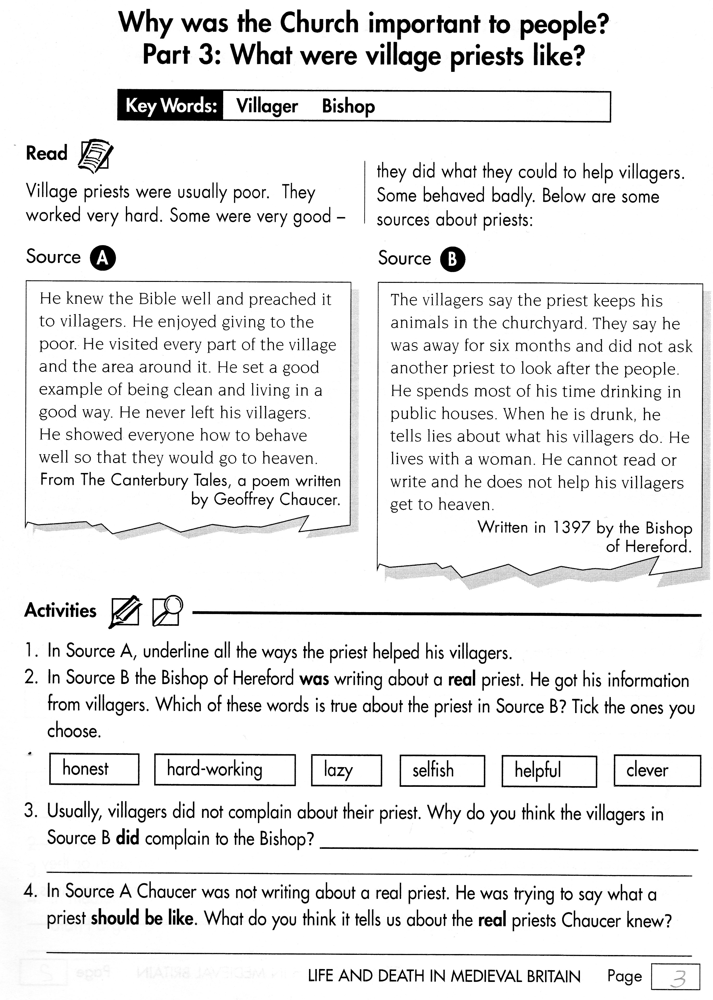 Why was the Church important to people?
Part 3: What were village priests like?
Key Words: Villager Bishop
Read
Village priests were usually poor. They
worked very hard. Some were very good –
they did what they could to help villagers.
Some behaved badly. Below are some
sources about priests:
Source A
He knew the Bible well and preached it
to villagers. He enjoyed giving to the
poor. He visited every part of the village
and the area around it. He set a good
example of being clean and living in a
good way. He never left his villagers.
He showed everyone how to behave
well so that they would go to heaven.
From The Canterbury Tales, a poem written
by Geoffrey Chaucer.
Source B
The villagers say the priest keeps his
animals in the churchyard. They say he
was away for six months and did not ask
another priest to look after the people.
He spends most of his time drinking in
public houses. When he is drunk, he
tells lies about what his villagers do. He
lives with a woman. He cannot read or
write and he does not help his villagers
get to heaven.
Written in 1397 by the Bishop
of Hereford.
Activities
1. In Source A, underline all the ways the priest helped his villagers.
2. In Source B the Bishop of Hereford was writing about a real priest. He got his information
from villagers. Which of these words is true about the priest in Source B? Tick the ones you
choose.
honest hard-working lazy selfish helpful clever
3. Usually, villagers did not complain about their priest. Why do you think the villagers in
Source B did complain to the Bishop?
4. In Source A Chaucer was not writing about a real priest. He was trying to say what a
priest should be like. What do you think it tells us about the real priests Chaucer knew?
LIFE AND DEATH IN MEDIEVAL BRITAIN Page 3